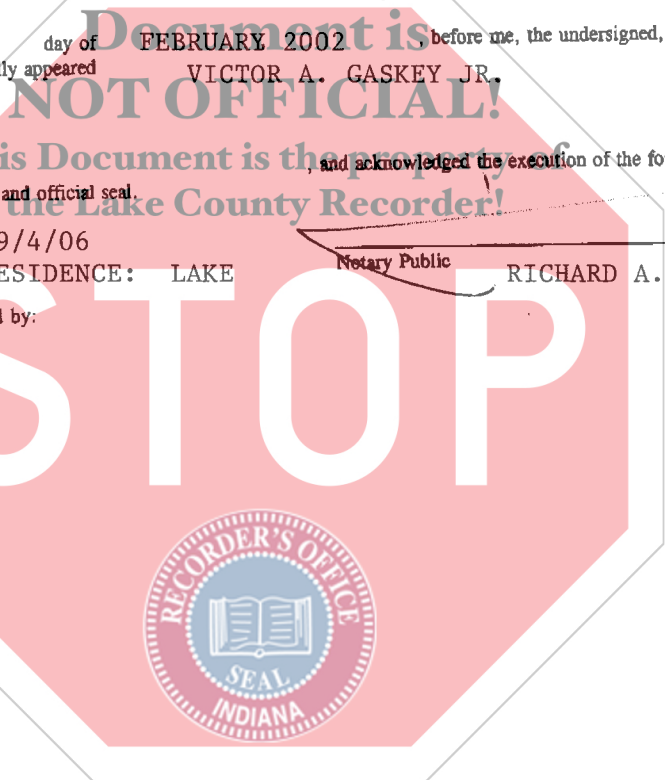 Document is
day of FEBRUARY 2002 , before me, the undersigned,
lly appeared VICTOR A. GASKEY JR.
NOT OFFICIAL!
is Document is the property of
, and acknowledged the execution of the fo
and official seal.
the Lake County Recorder!
9/4/06
ESIDENCE: LAKE Notary Public RICHARD A.
d by:
STOP
RECORDER'S OFFICE
SEAL
INDIANA